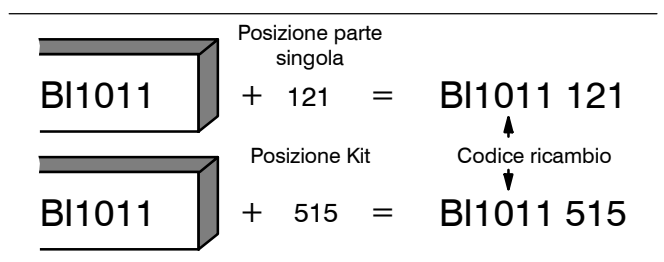 Posizione parte
singola
BI1011 + 121 = BI1011 121
Posizione Kit Codice ricambio
BI1011 + 515 = BI1011 515